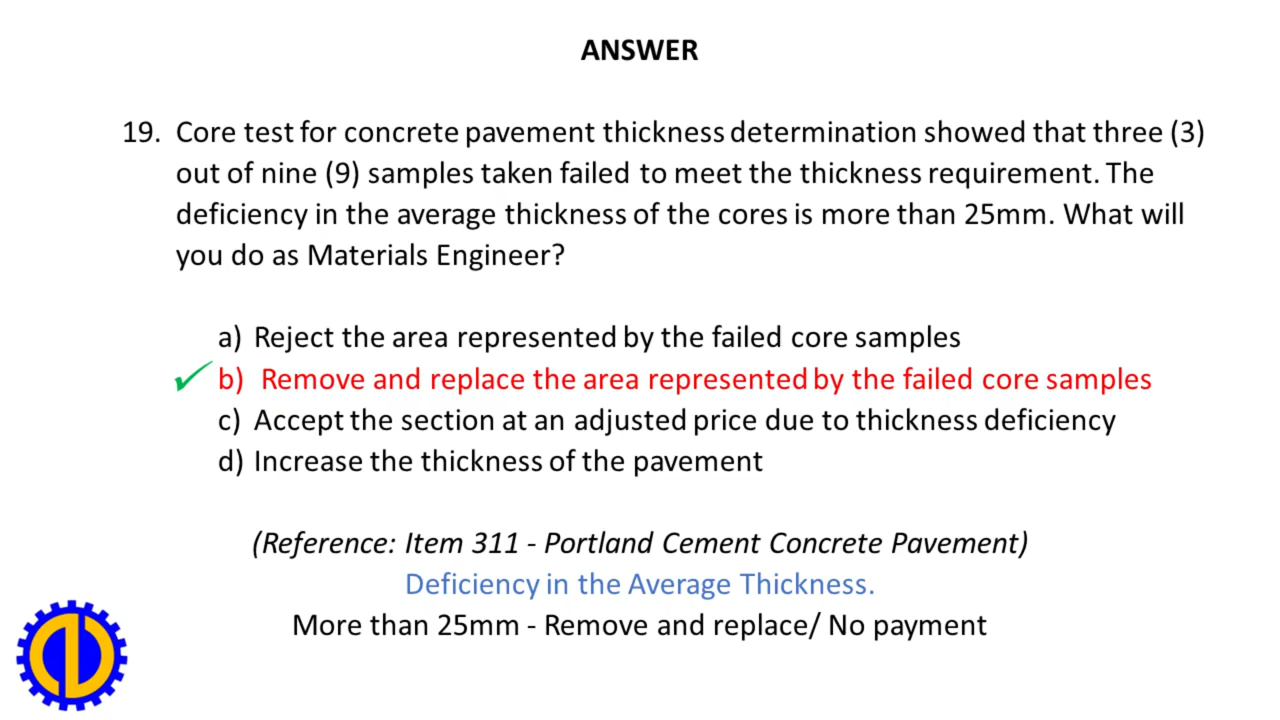 ANSWER
19. Core test for concrete pavement thickness determination showed that three (3)
out of nine (9) samples taken failed to meet the thickness requirement. The
deficiency in the average thickness of the cores is more than 25mm. What will
you do as Materials Engineer?
a) Reject the area represented by the failed core samples
b) Remove and replace the area represented by the failed core samples
c) Accept the section at an adjusted price due to thickness deficiency
d) Increase the thickness of the pavement
(Reference: Item 311 - Portland Cement Concrete Pavement)
Deficiency in the Average Thickness.
More than 25mm - Remove and replace/ No payment